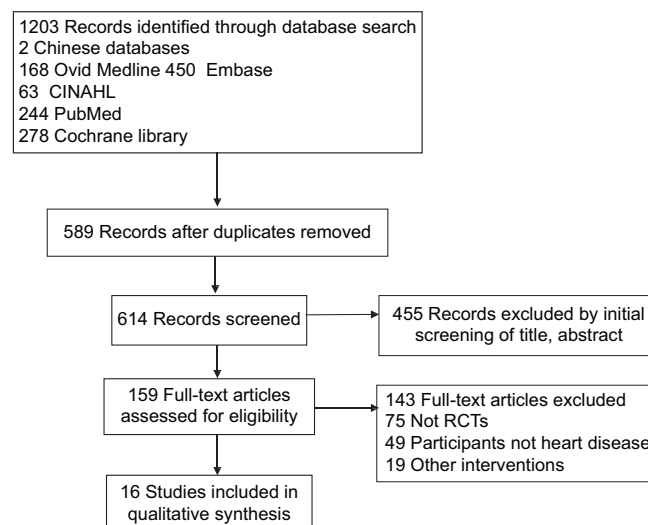 1203 Records identified through database search
2 Chinese databases
168 Ovid Medline 450 Embase
63 CINAHL
244 PubMed
278 Cochrane library
589 Records after duplicates removed
614 Records screened
455 Records excluded by initial
screening of title, abstract
159 Full-text articles
assessed for eligibility
143 Full-text articles excluded
75 Not RCTs
49 Participants not heart disease
19 Other interventions
16 Studies included in
qualitative synthesis